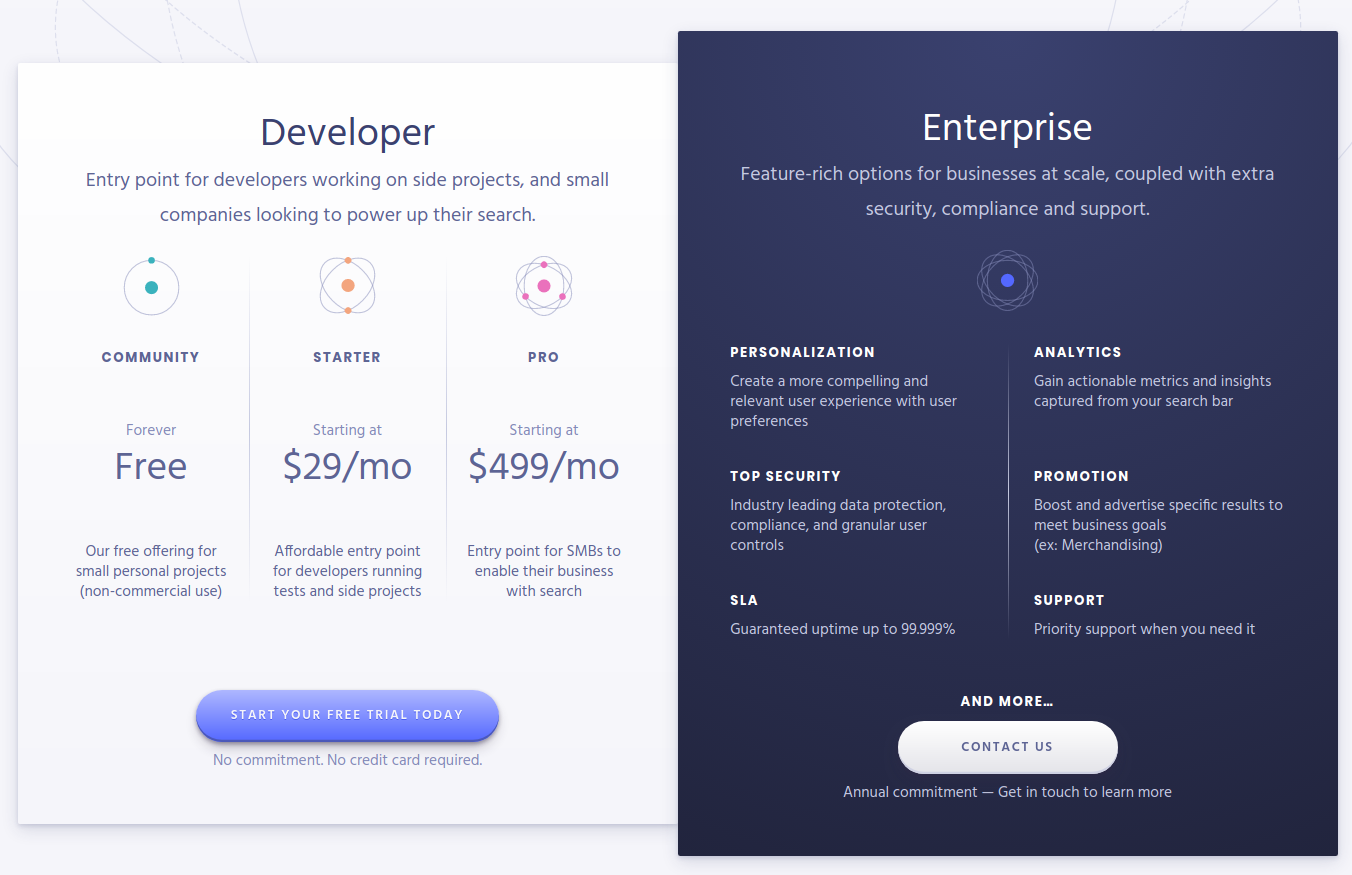 Developer
Entry point for developers working on side projects, and small
companies looking to power up their search.
COMMUNITY
Forever
Free
Our free offering for
small personal projects
(non-commercial use)
STARTER
Starting at
$29/mo
Affordable entry point
for developers running
tests and side projects
PRO
Starting at
$499/mo
Entry point for SMBs to
enable their business
with search
START YOUR FREE TRIAL TODAY
No commitment. No credit card required.
Enterprise
Feature-rich options for businesses at scale, coupled with extra
security, compliance and support.
PERSONALIZATION
Create a more compelling and
relevant user experience with user
preferences
ANALYTICS
Gain actionable metrics and insights
captured from your search bar
TOP SECURITY
Industry leading data protection,
compliance, and granular user
controls
PROMOTION
Boost and advertise specific results to
meet business goals
(ex: Merchandising)
SLA
Guaranteed uptime up to 99.999%
SUPPORT
Priority support when you need it
AND MORE…
CONTACT US
Annual commitment — Get in touch to learn more